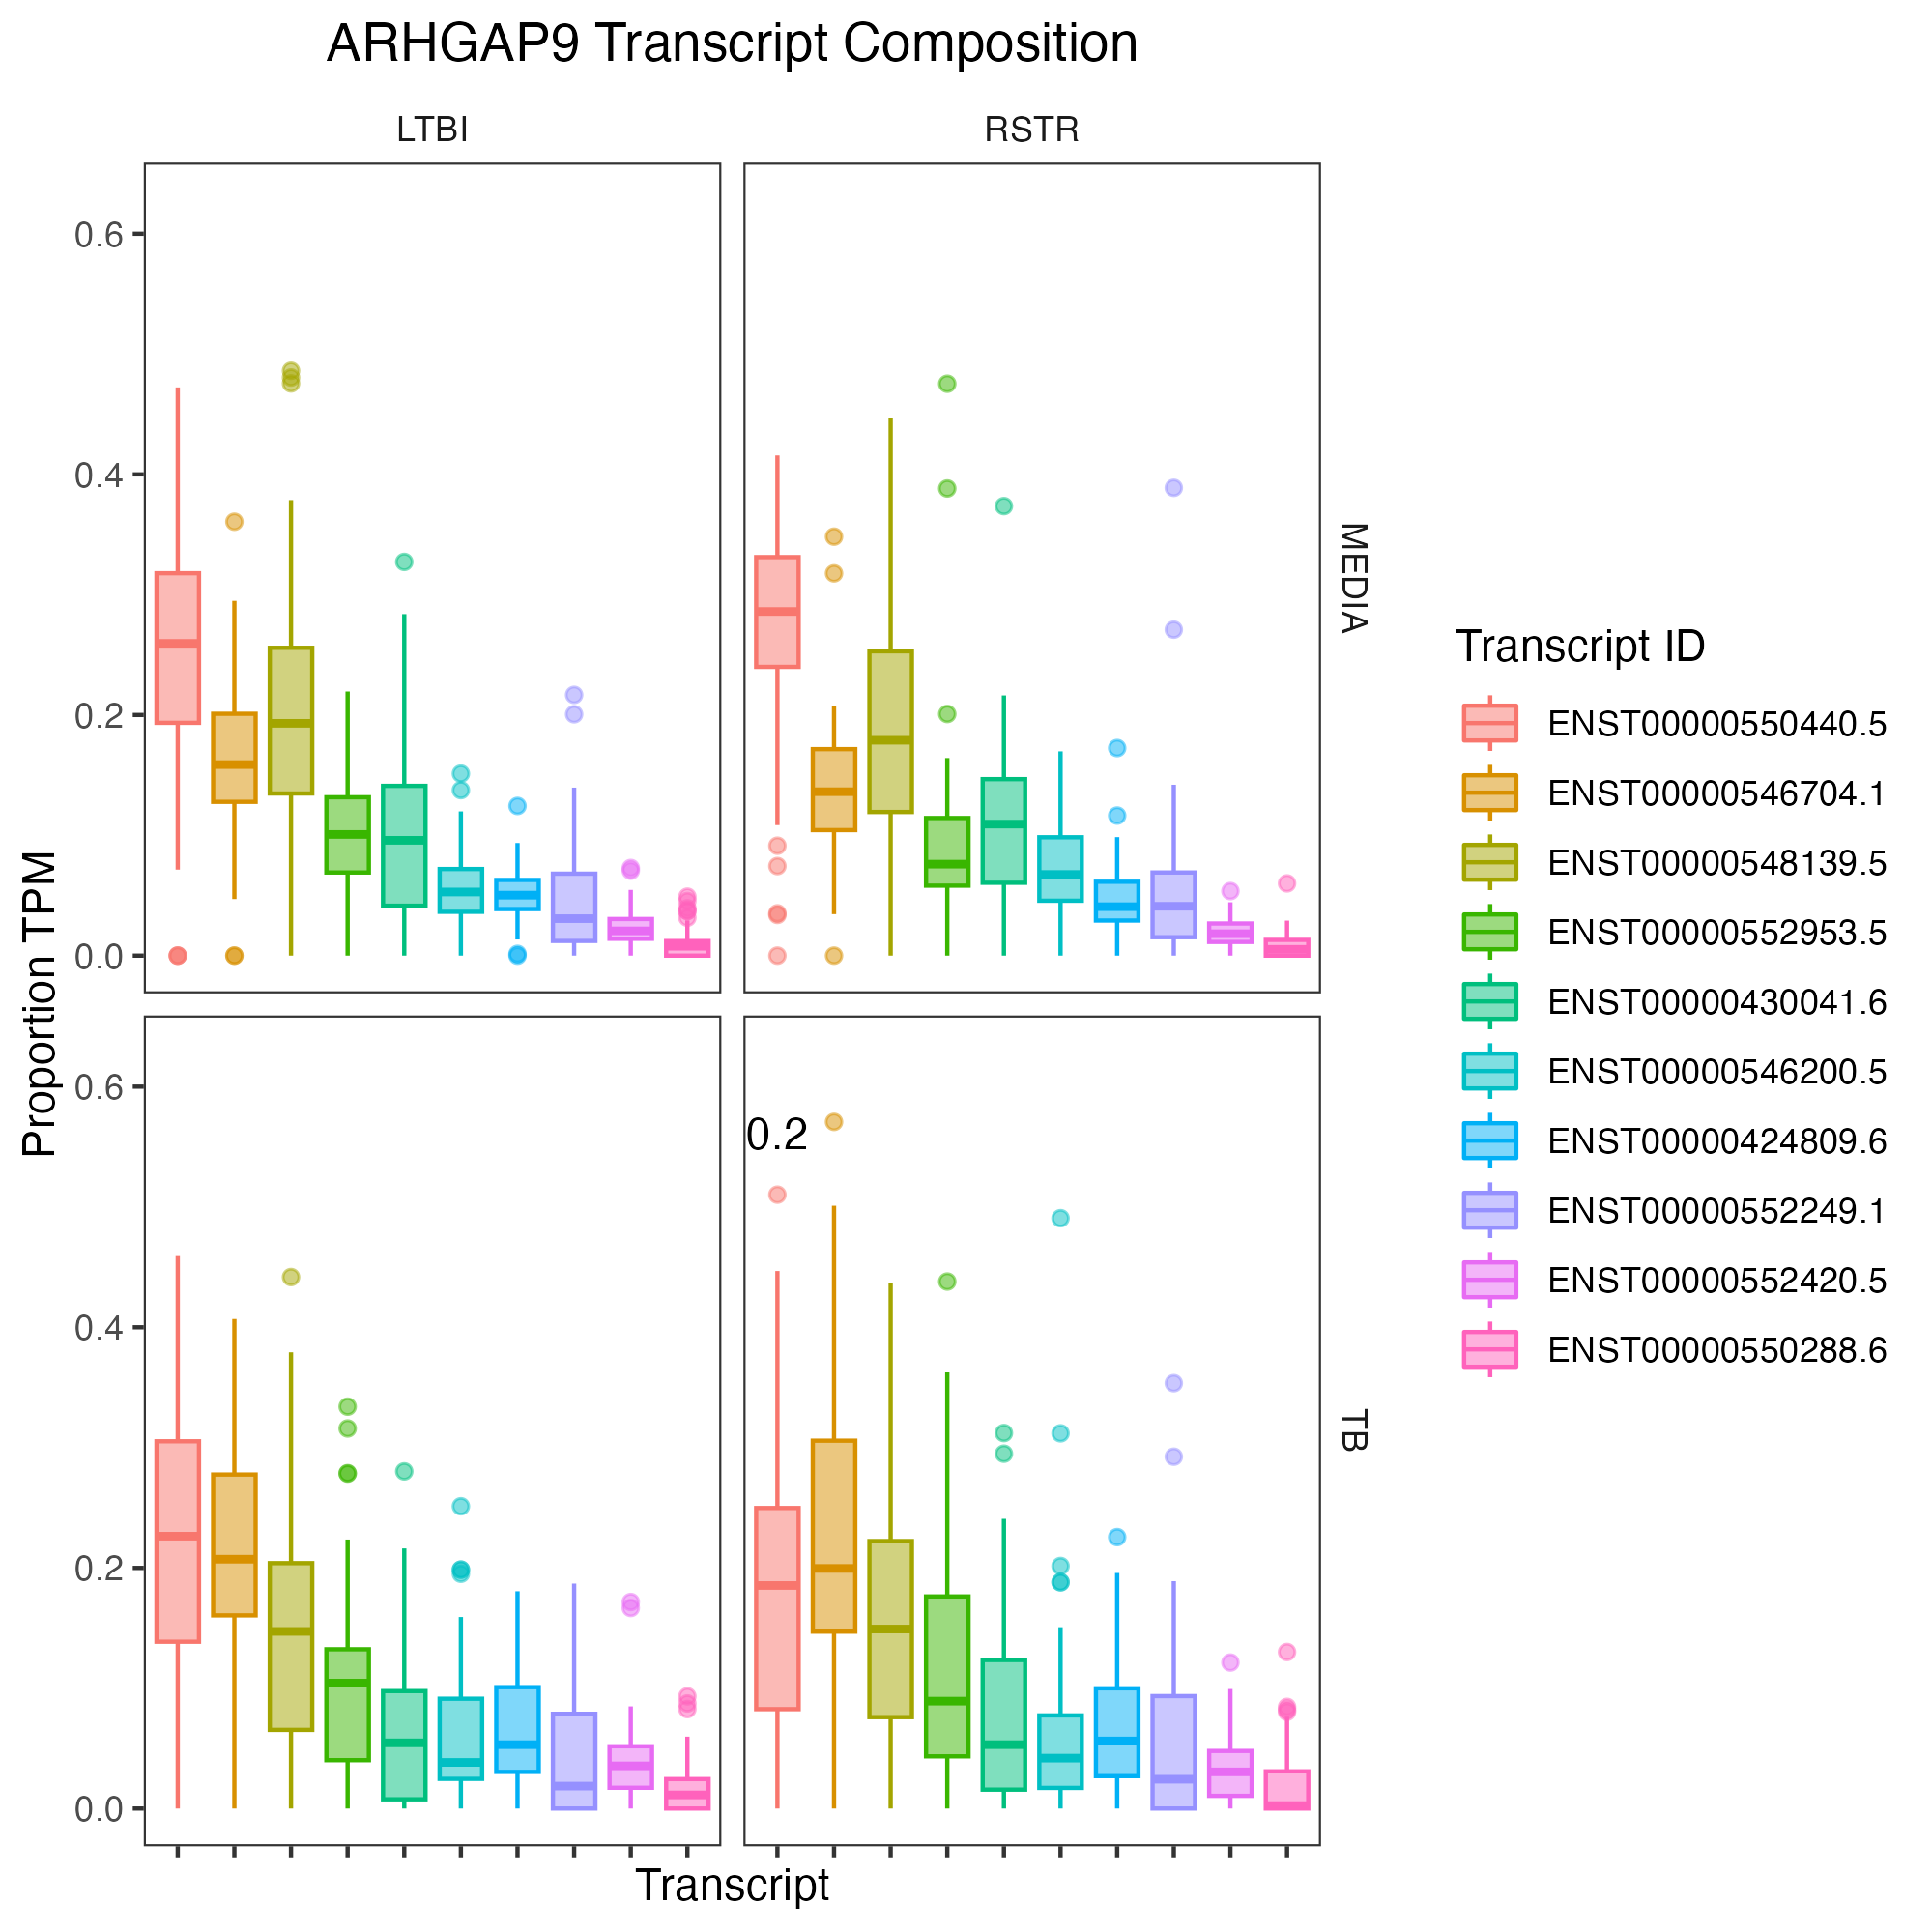 ARHGAP9 Transcript Composition
LTBI
RSTR
0.6
0.4
0.2
0.0
MEDIA
Proportion TPM
0.6
0.4
0.2
0.0
0.2
TB
Transcript
Transcript ID
ENST00000550440.5
ENST00000546704.1
ENST00000548139.5
ENST00000552953.5
ENST00000430041.6
ENST00000546200.5
ENST00000424809.6
ENST00000552249.1
ENST00000552420.5
ENST00000550288.6